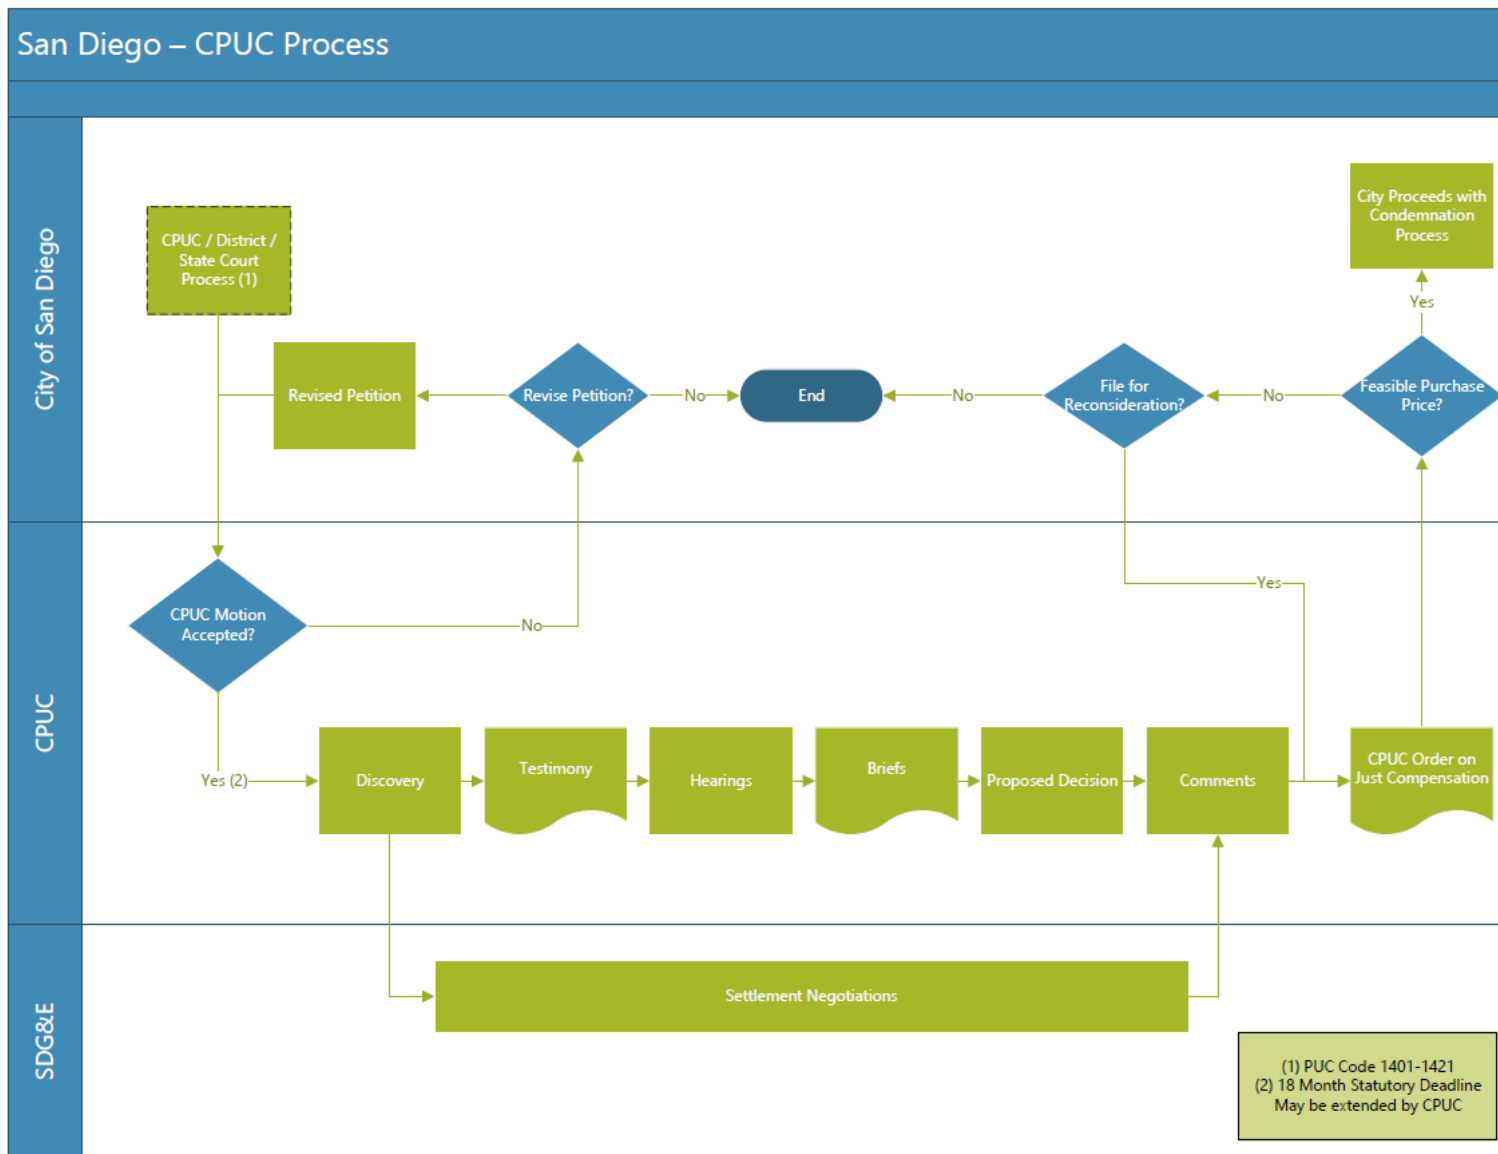 San Diego – CPUC Process
City of San Diego
CPUC / District /
State Court
Process (1)
City Proceeds with
Condemnation
Process
Yes
Revised Petition
Revise Petition?
No
End
No
File for
Reconsideration?
No
Feasible Purchase
Price?
CPUC
CPUC Motion
Accepted?
No
Yes
Yes (2)
Discovery
Testimony
Hearings
Briefs
Proposed Decision
Comments
CPUC Order on
Just Compensation
SDG&E
Settlement Negotiations
(1) PUC Code 1401-1421
(2) 18 Month Statutory Deadline
May be extended by CPUC